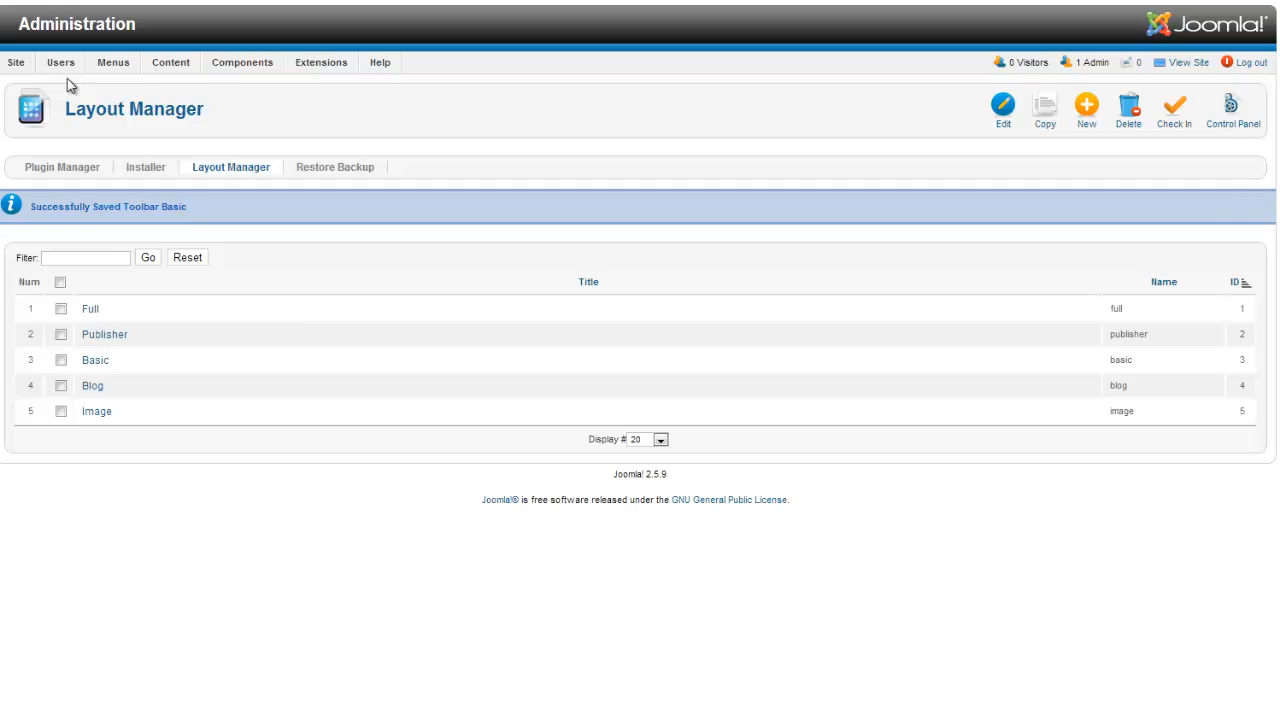 Administration
Joomla!
Site Users Menus Content Components Extensions Help
0 Visitors 1 Admin 0 View Site Log out
Layout Manager
Edit Copy New Delete Check In Control Panel
Plugin Manager Installer Layout Manager Restore Backup
Successfully Saved Toolbar Basic
Filter: Go Reset
Num Title Name ID
1 Full full 1
2 Publisher publisher 2
3 Basic basic 3
4 Blog blog 4
5 Image image 5
Display # 20
Joomla! 2.5.9
Joomla!® is free software released under the GNU General Public License.